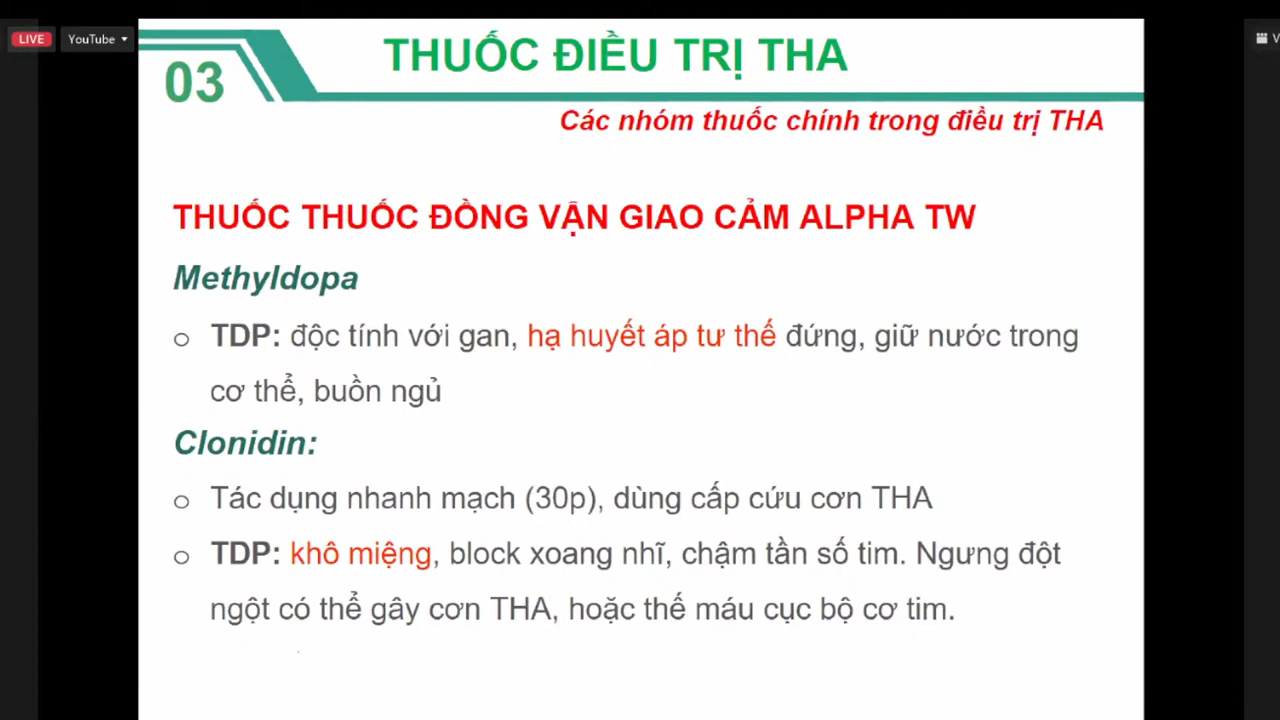 LIVE
YouTube
V
03
THUỐC ĐIỀU TRỊ THA
Các nhóm thuốc chính trong điều trị THA
THUỐC THUỐC ĐỒNG VẬN GIAO CẢM ALPHA TW
Methyldopa
o TDP: độc tính với gan, hạ huyết áp tư thế đứng, giữ nước trong
cơ thể, buồn ngủ
Clonidin:
o Tác dụng nhanh mạch (30p), dùng cấp cứu cơn THA
o TDP: khô miệng, block xoang nhĩ, chậm tần số tim. Ngưng đột
ngột có thể gây cơn THA, hoặc thế máu cục bộ cơ tim.